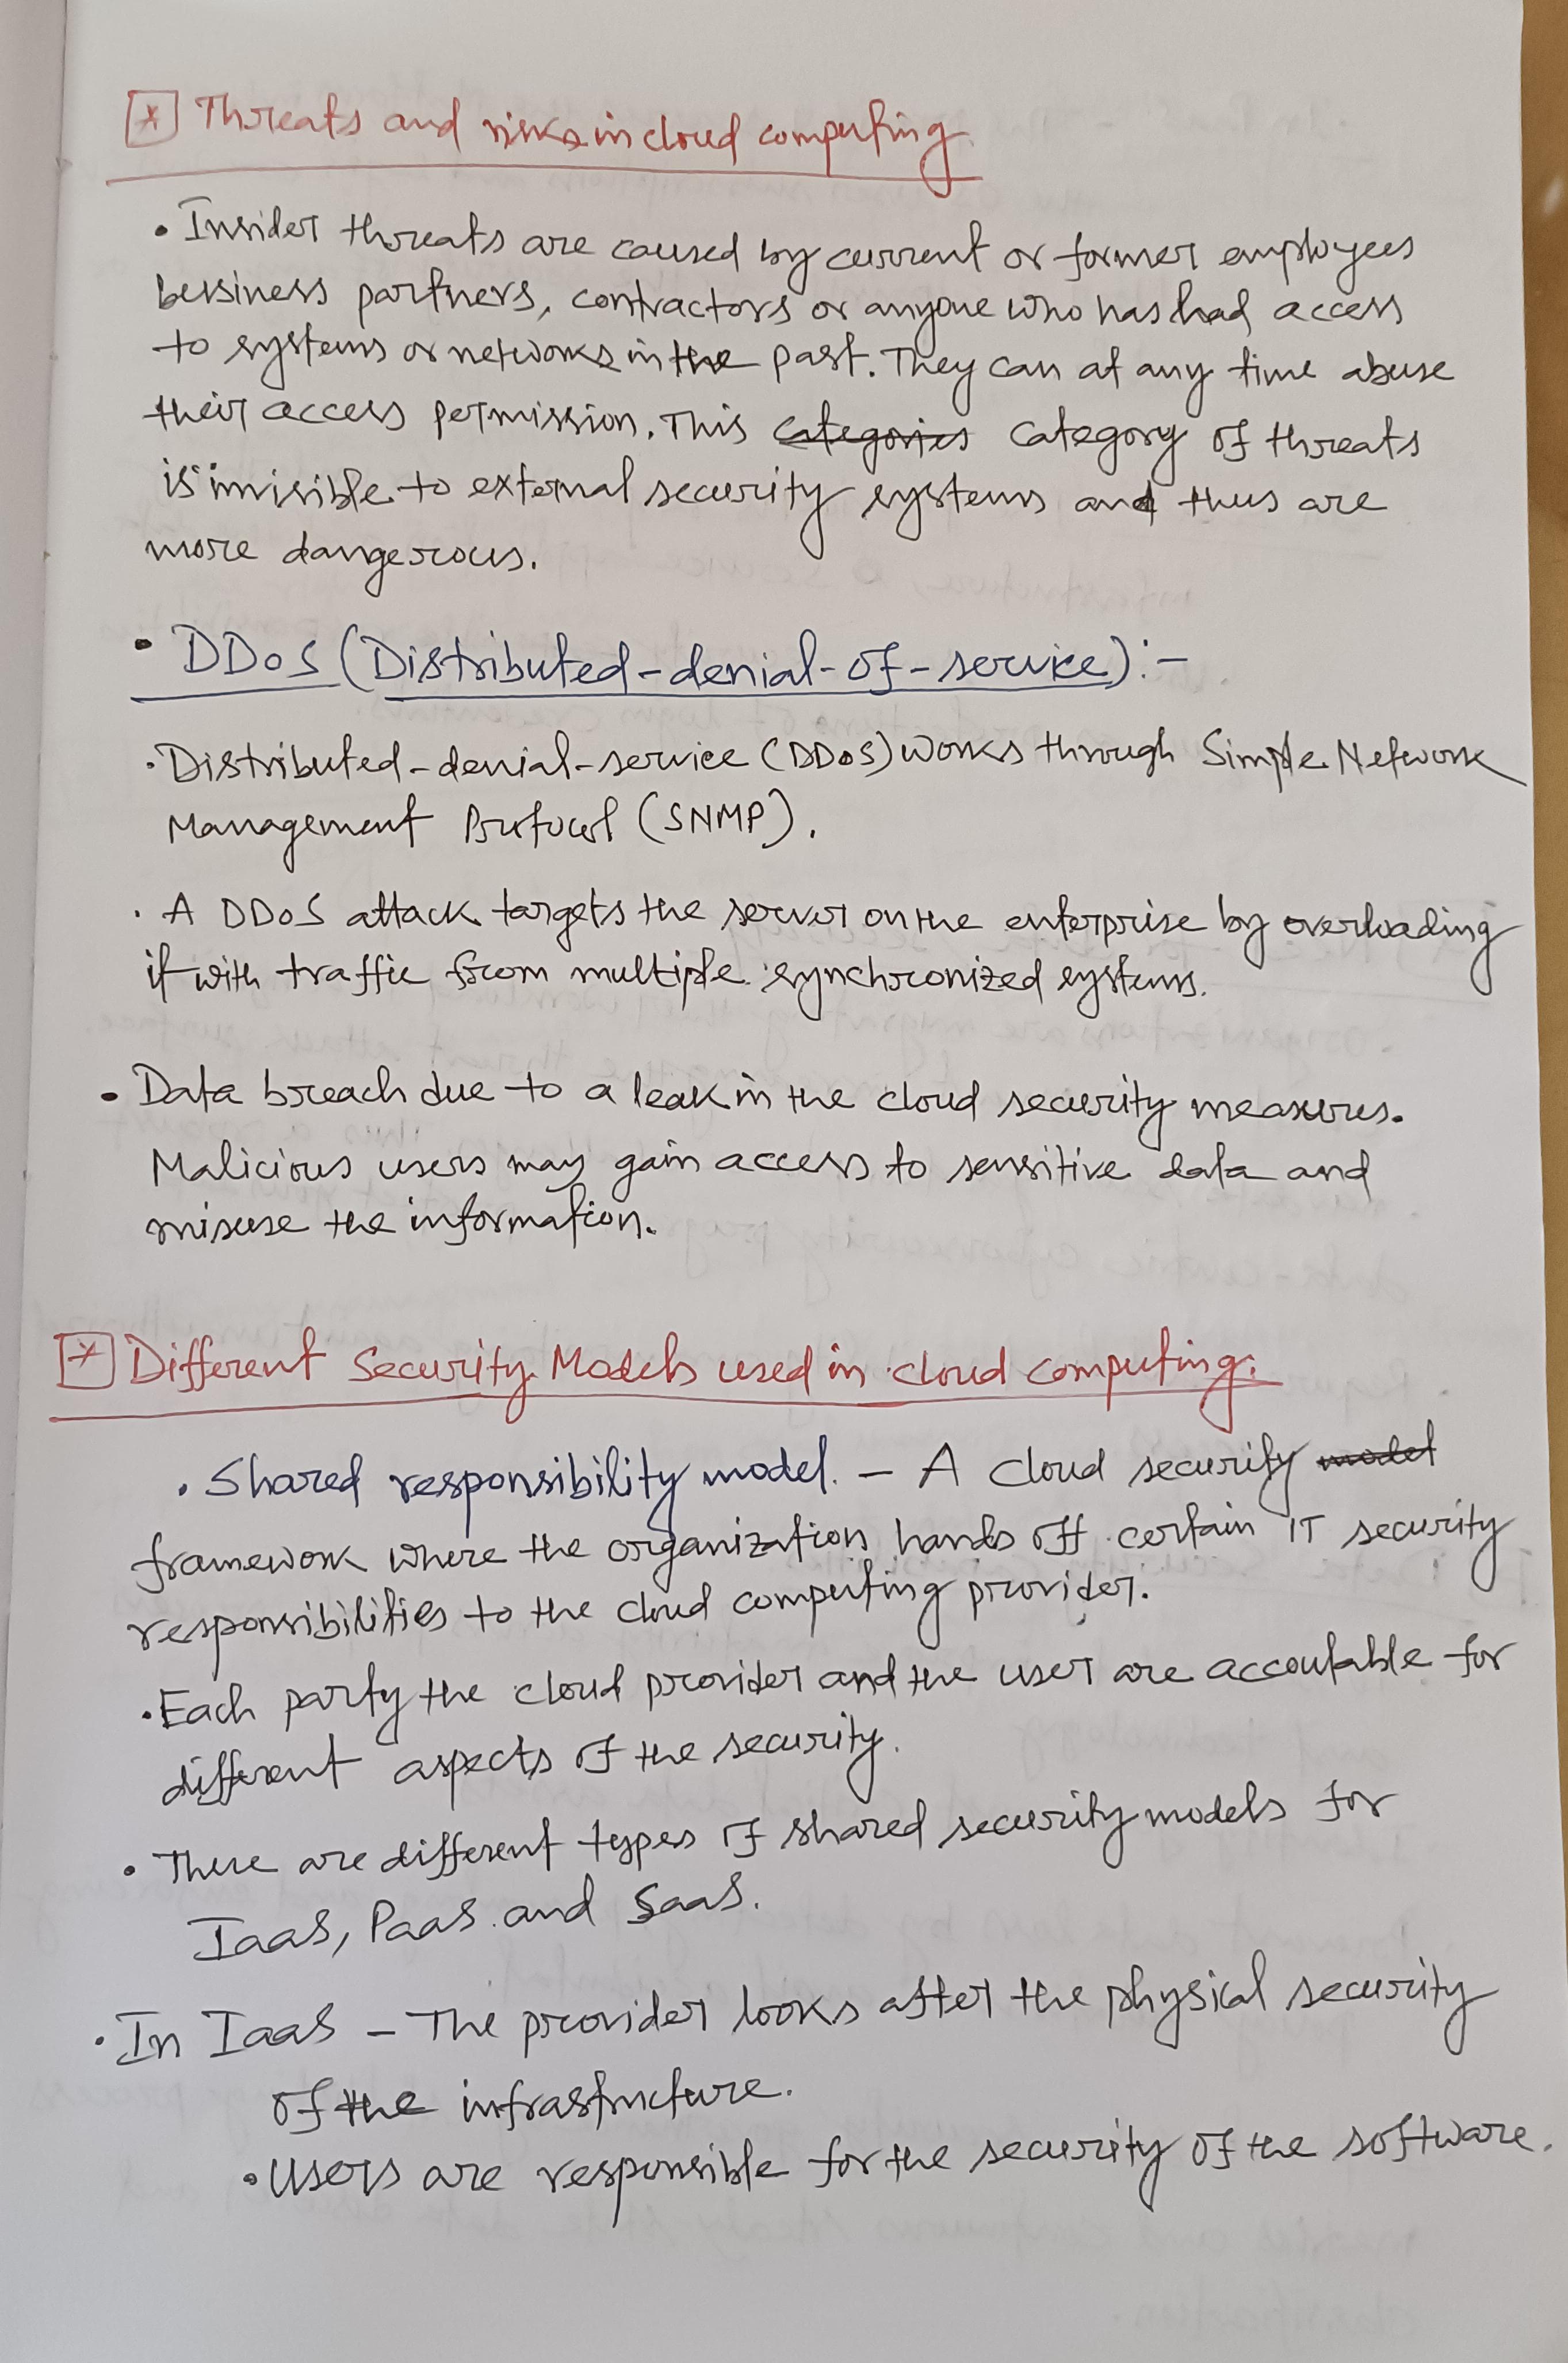 [*] Threats and risks in cloud computing.
• Insider threats are caused by current or former employees
business partners, contractors or anyone who has had access
to systems or networks in the past. They can at any time abuse
their access permission. This categories category of threats
is invisible to external security systems and thus are
more dangerous.
• DDoS (Distributed-denial-of-service):-
• Distributed-denial-service (DDoS) works through Simple Network
Management Protocol (SNMP).
• A DDoS attack targets the server on the enterprise by overloading
it with traffic from multiple synchronized systems.
• Data breach due to a leak in the cloud security measures.
Malicious users may gain access to sensitive data and
misuse the information.
[*] Different Security Models used in cloud computing:
• Shared responsibility model. – A cloud security model
framework where the organization hands off certain IT security
responsibilities to the cloud computing provider.
• Each party the cloud provider and the user are accoutable for
different aspects of the security.
• There are different types of shared security models for
IaaS, PaaS and SaaS.
• In IaaS – The provider looks after the physical security
of the infrastructure.
• Users are responsible for the security of the software.